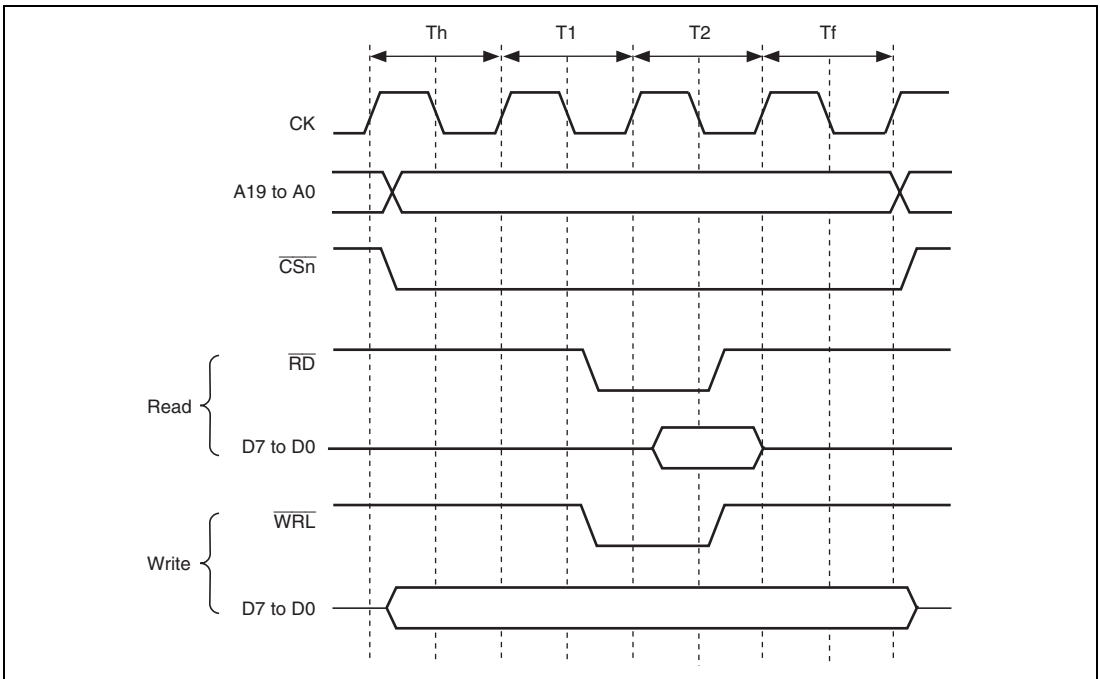 Th T1 T2 Tf
CK
A19 to A0
CSn
RD
Read
D7 to D0
WRL
Write
D7 to D0